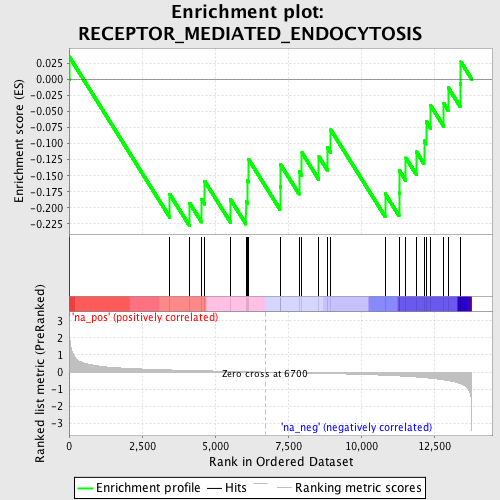 Enrichment plot:
RECEPTOR_MEDIATED_ENDOCYTOSIS
Enrichment score (ES)
0.025
0.000
-0.025
-0.050
-0.075
-0.100
-0.125
-0.150
-0.175
-0.200
-0.225
'na_pos' (positively correlated)
Ranked list metric (PreRanked)
3
2
1
0
-1
-2
-3
Zero cross at 6700
'na_neg' (negatively correlated)
0
2,500
5,000
7,500
10,000
12,500
Rank in Ordered Dataset
Enrichment profile
Hits
Ranking metric scores